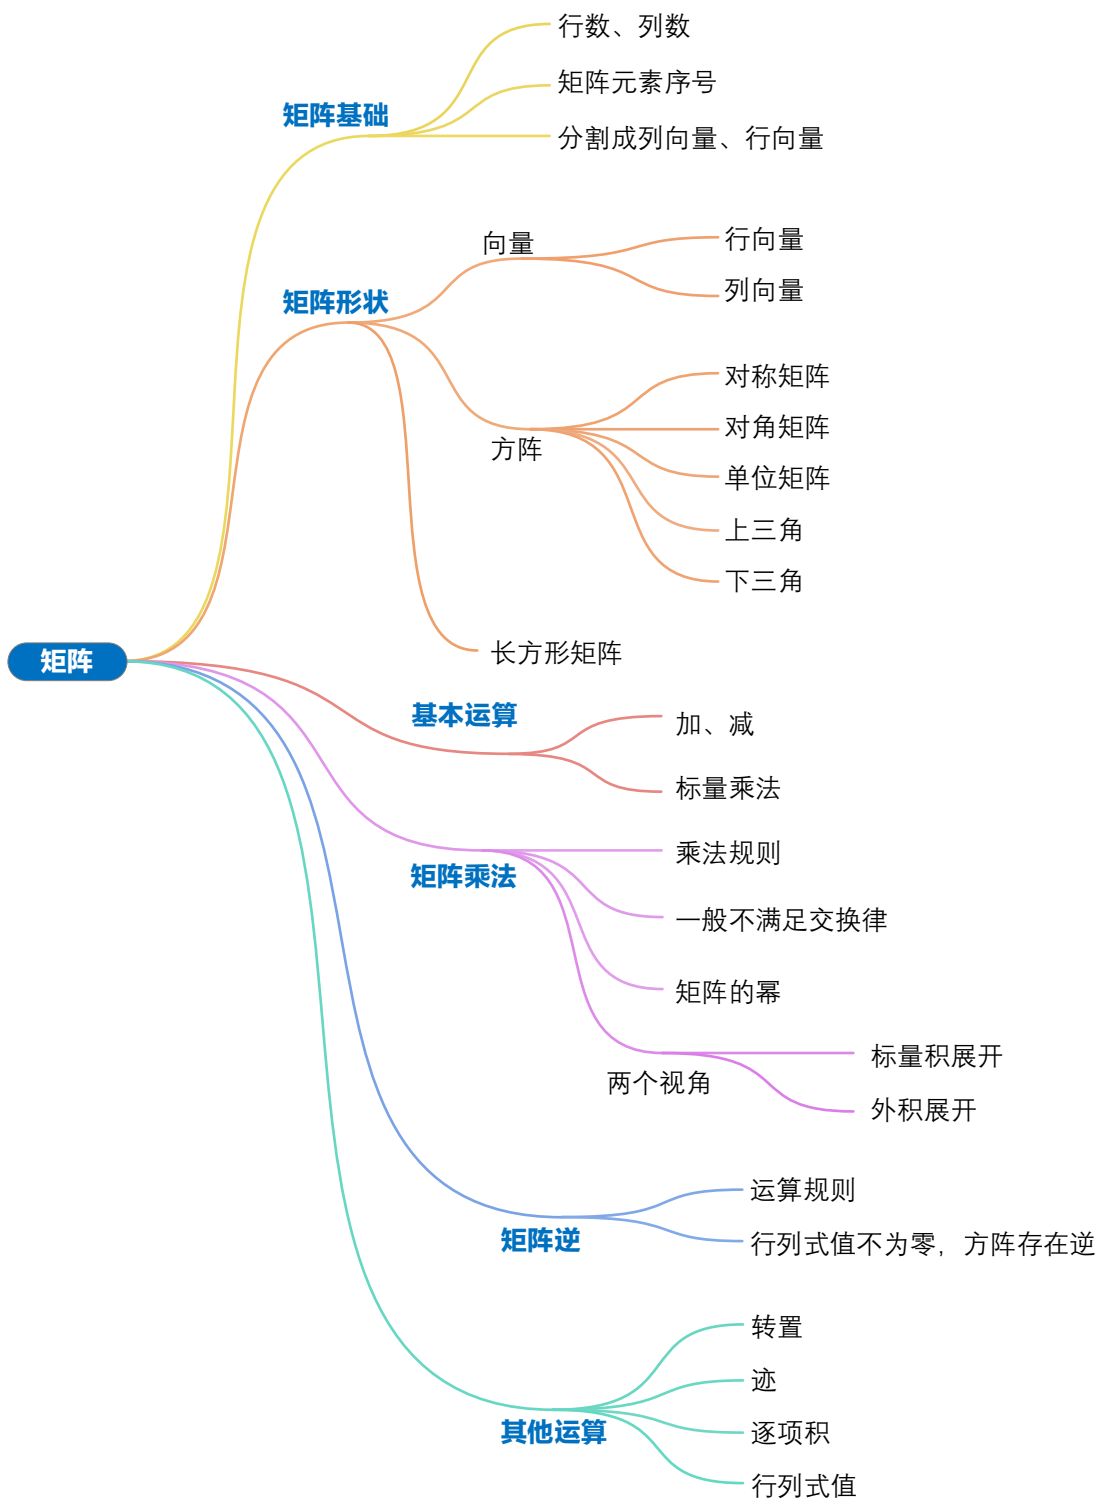 行数、列数
矩阵元素序号
矩阵基础
分割成列向量、行向量
向量
行向量
列向量
矩阵形状
对称矩阵
对角矩阵
方阵
单位矩阵
上三角
下三角
长方形矩阵
矩阵
基本运算
加、减
标量乘法
乘法规则
矩阵乘法
一般不满足交换律
矩阵的幂
两个视角
标量积展开
外积展开
运算规则
矩阵逆
行列式值不为零，方阵存在逆
转置
迹
其他运算
逐项积
行列式值